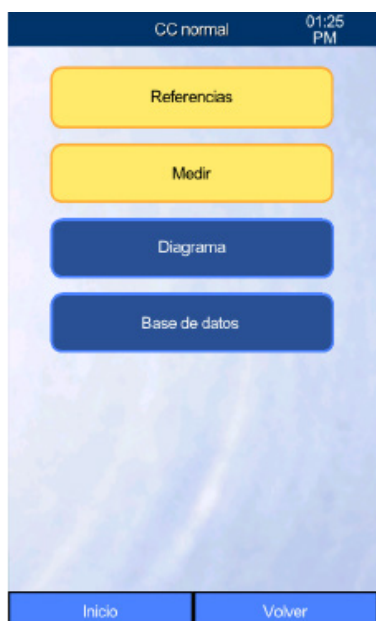 CC normal
01:25
PM
Referencias
Medir
Diagrama
Base de datos
Inicio
Volver